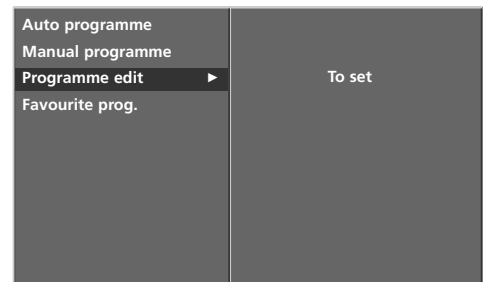 Auto programme
Manual programme
Programme edit ► To set
Favourite prog.